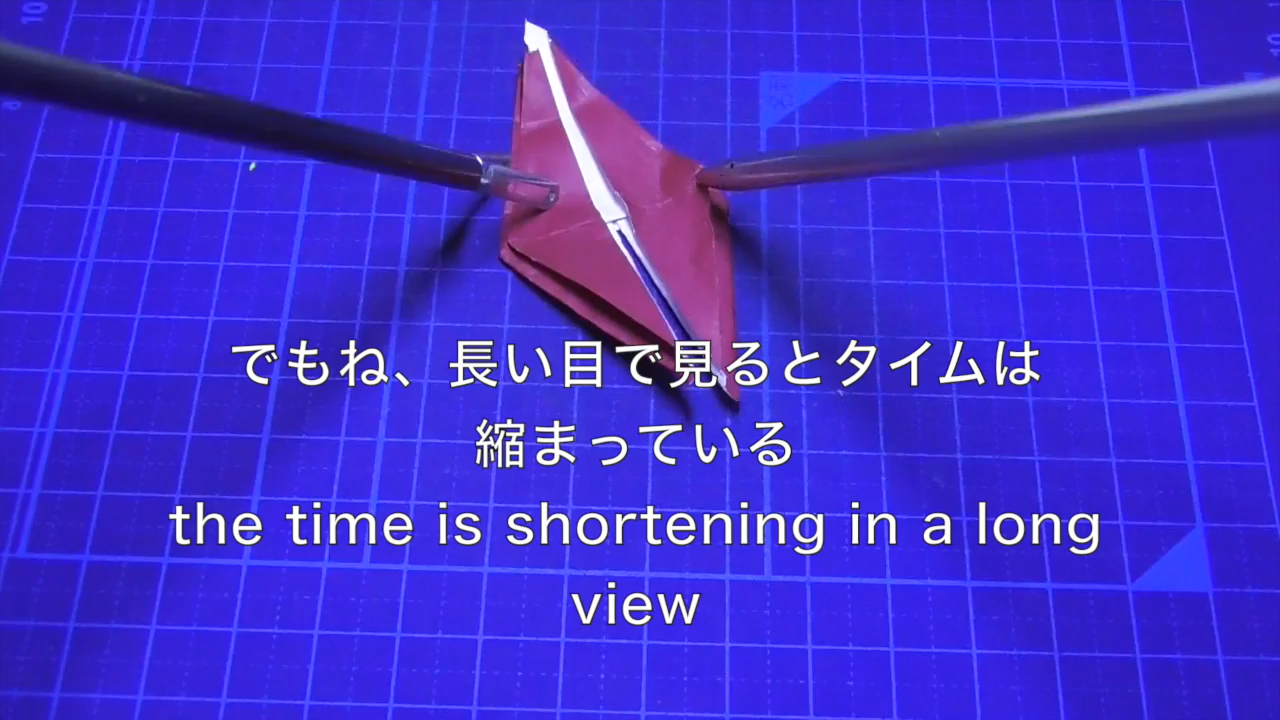 10
でもね、長い目で見るとタイムは
縮まっている
the time is shortening in a long
view